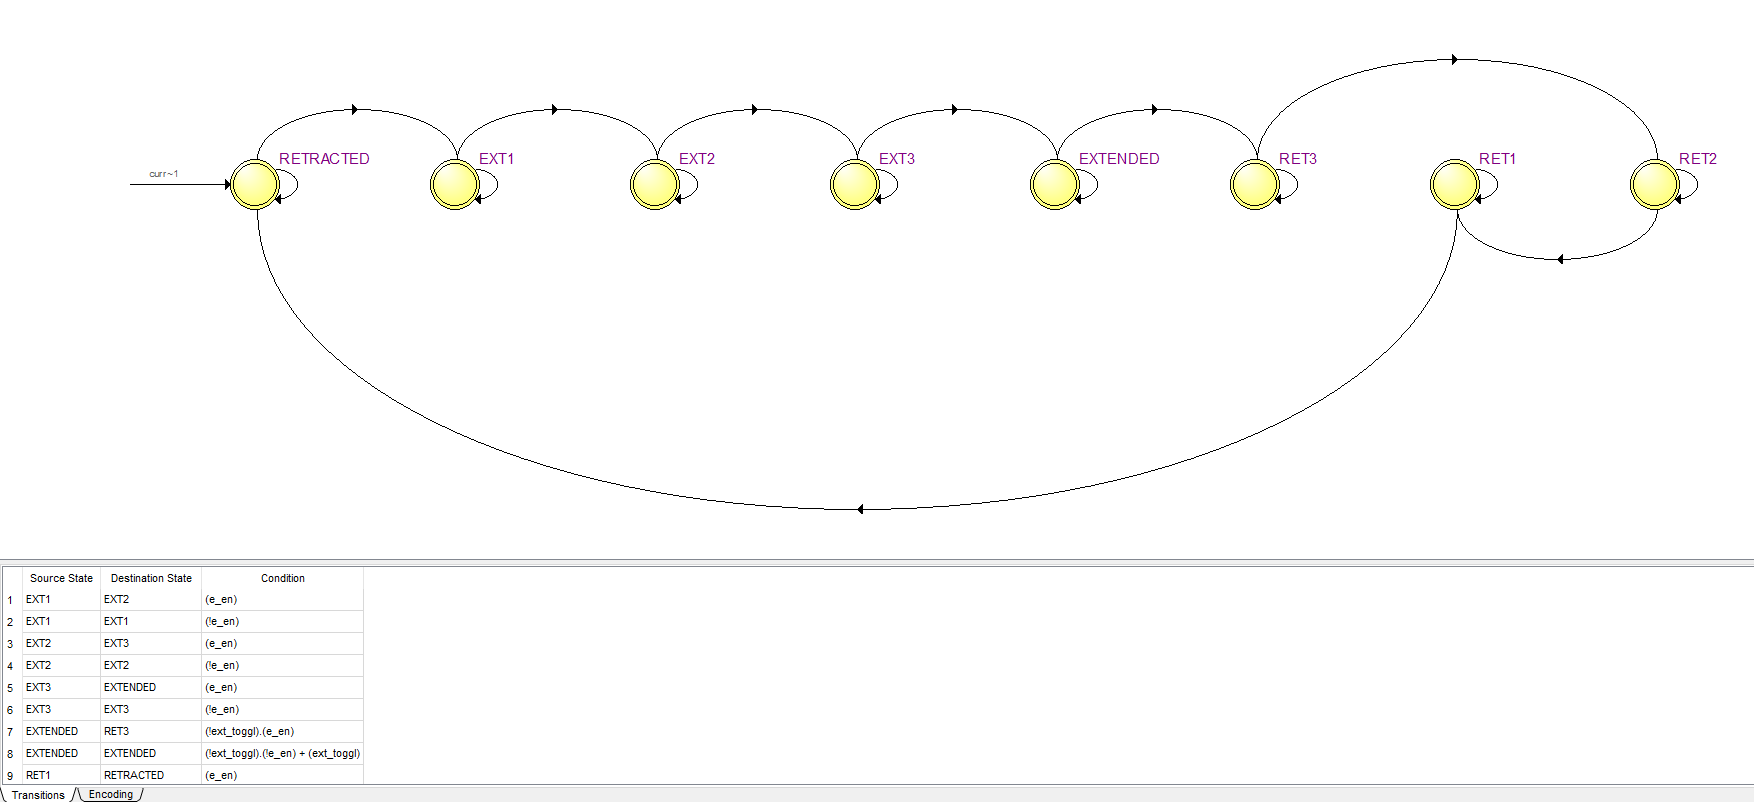 curr~1
RETRACTED
EXT1
EXT2
EXT3
EXTENDED
RET3
RET1
RET2
Source State Destination State Condition
1 EXT1 EXT2 (e_en)
2 EXT1 EXT1 (!e_en)
3 EXT2 EXT3 (e_en)
4 EXT2 EXT2 (!e_en)
5 EXT3 EXTENDED (e_en)
6 EXT3 EXT3 (!e_en)
7 EXTENDED RET3 (!ext_toggl).(e_en)
8 EXTENDED EXTENDED (!ext_toggl).(!e_en) + (ext_toggl)
9 RET1 RETRACTED (e_en)
Transitions Encoding